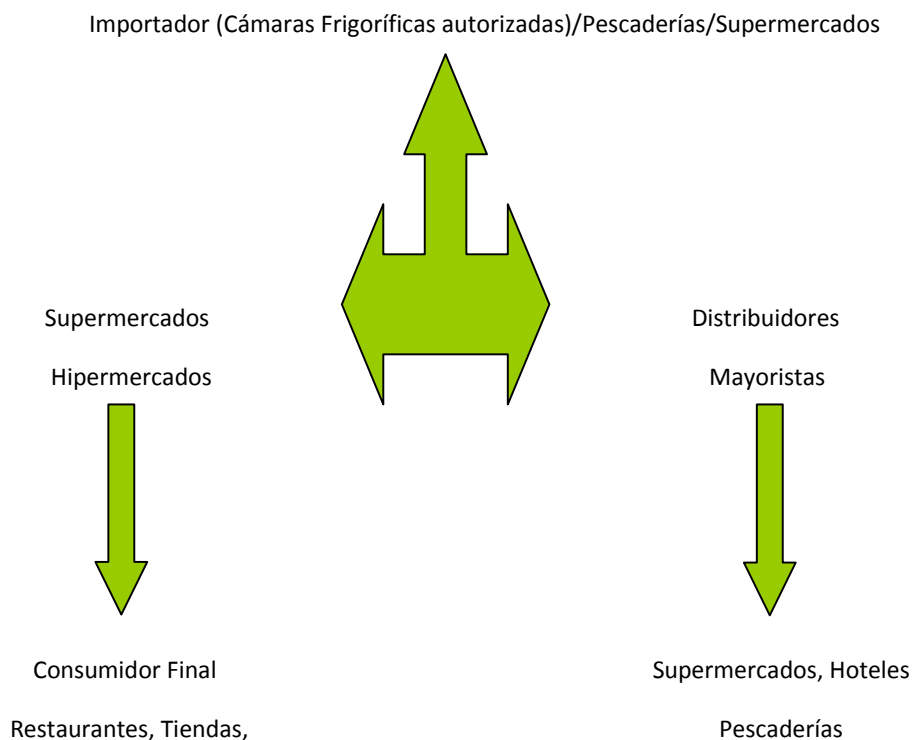 Importador (Cámaras Frigoríficas autorizadas)/Pescaderías/Supermercados
Supermercados
Hipermercados
Distribuidores
Mayoristas
Consumidor Final
Restaurantes, Tiendas,
Supermercados, Hoteles
Pescaderías